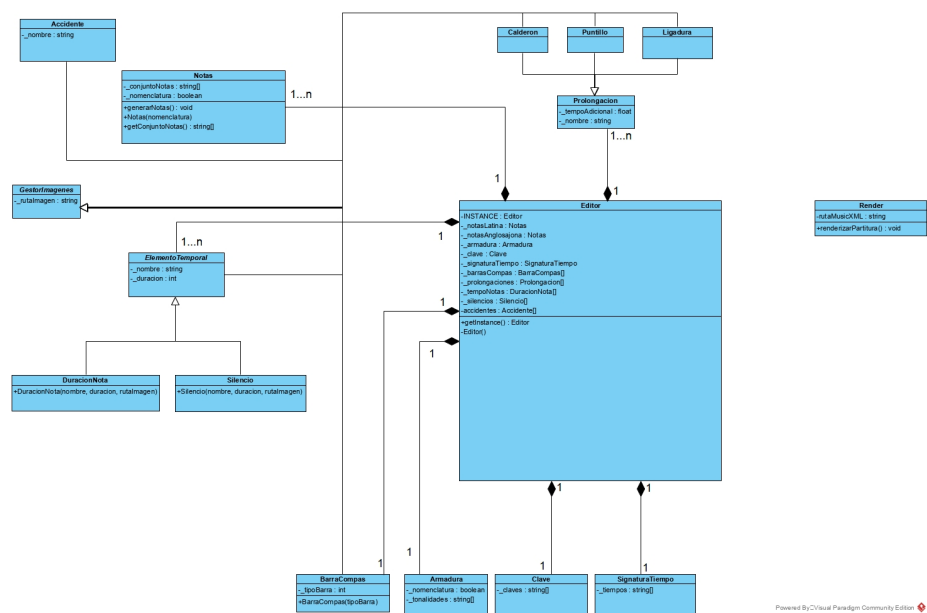 Accidente
-_nombre : string
Calderon
Puntillo
Ligadura
Notas
-_conjuntoNotas : string[]
-_nomenclatura : boolean
+generarNotas() : void
+Notas(nomenclatura)
+getConjuntoNotas() : string[]
1...n
Prolongacion
-_tempoAdicional : float
-_nombre : string
1...n
1
1
GestorImagenes
-_rutaImagen : string
Editor
-INSTANCE : Editor
-_notasLatina : Notas
-_notasAnglosajona : Notas
-_armadura : Armadura
-_clave : Clave
-_signaturaTiempo : SignaturaTiempo
-_barrasCompas : BarraCompas[]
-_prolongaciones : Prolongacion[]
-_tempoNotas : DuracionNota[]
-_silencios : Silencio[]
-accidentes : Accidente[]
+getInstance() : Editor
-Editor()
Render
-rutaMusicXML : string
+renderizarPartitura() : void
1
1...n
ElementoTemporal
-_nombre : string
-_duracion : int
1
1
DuracionNota
+DuracionNota(nombre, duracion, rutaImagen)
Silencio
+Silencio(nombre, duracion, rutaImagen)
1
1
1
1
1
1
BarraCompas
-_tipoBarra : int
+BarraCompas(tipoBarra)
Armadura
-_nomenclatura : boolean
-_tonalidades : string[]
Clave
-_claves : string[]
SignaturaTiempo
-_tiempos : string[]
Powered By Visual Paradigm Community Edition